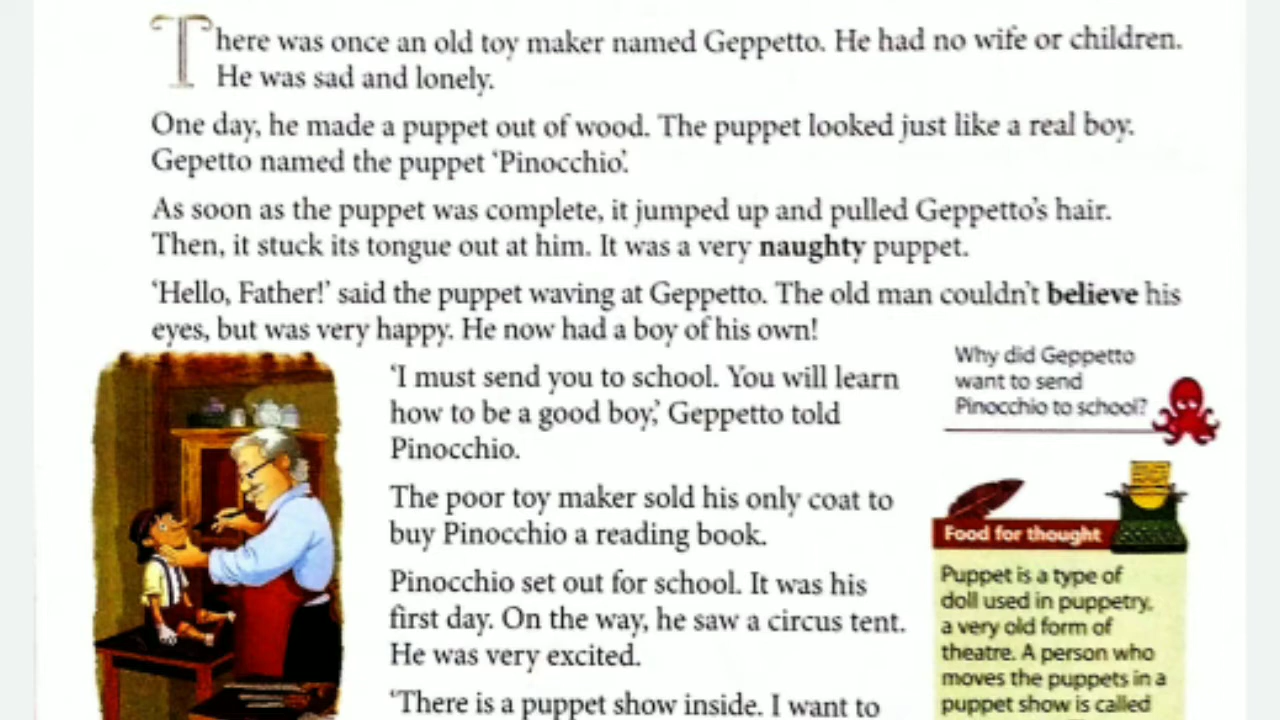 There was once an old toy maker named Geppetto. He had no wife or children.
He was sad and lonely.
One day, he made a puppet out of wood. The puppet looked just like a real boy.
Gepetto named the puppet ‘Pinocchio’.
As soon as the puppet was complete, it jumped up and pulled Geppetto’s hair.
Then, it stuck its tongue out at him. It was a very naughty puppet.
‘Hello, Father!’ said the puppet waving at Geppetto. The old man couldn’t believe his
eyes, but was very happy. He now had a boy of his own!
‘I must send you to school. You will learn
how to be a good boy,’ Geppetto told
Pinocchio.
The poor toy maker sold his only coat to
buy Pinocchio a reading book.
Pinocchio set out for school. It was his
first day. On the way, he saw a circus tent.
He was very excited.
‘There is a puppet show inside. I want to
Why did Geppetto
want to send
Pinocchio to school?
Food for thought
Puppet is a type of
doll used in puppetry,
a very old form of
theatre. A person who
moves the puppets in a
puppet show is called